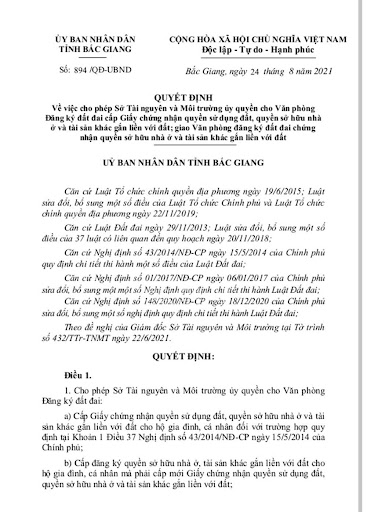 ỦY BAN NHÂN DÂN
TỈNH BẮC GIANG
CỘNG HÒA XÃ HỘI CHỦ NGHĨA VIỆT NAM
Độc lập - Tự do - Hạnh phúc
Số: 894 /QĐ-UBND
Bắc Giang, ngày 24 tháng 8 năm 2021
QUYẾT ĐỊNH
Về việc cho phép Sở Tài nguyên và Môi trường ủy quyền cho Văn phòng
Đăng ký đất đai cấp Giấy chứng nhận quyền sử dụng đất, quyền sở hữu nhà
ở và tài sản khác gắn liền với đất; giao Văn phòng đăng ký đất đai chứng
nhận quyền sở hữu nhà ở và tài sản khác gắn liền với đất
UỶ BAN NHÂN DÂN TỈNH BẮC GIANG
Căn cứ Luật Tổ chức chính quyền địa phương ngày 19/6/2015; Luật
sửa đổi, bổ sung một số điều của Luật Tổ chức Chính phủ và Luật Tổ chức
chính quyền địa phương ngày 22/11/2019;
Căn cứ Luật Đất đai ngày 29/11/2013; Luật sửa đổi, bổ sung một số
điều của 37 luật có liên quan đến quy hoạch ngày 20/11/2018;
Căn cứ Nghị định số 43/2014/NĐ-CP ngày 15/5/2014 của Chính phủ
quy định chi tiết thi hành một số điều của Luật Đất đai;
Căn cứ Nghị định số 01/2017/NĐ-CP ngày 06/01/2017 của Chính phủ
sửa đổi, bổ sung một một số Nghị định quy định chi tiết thi hành Luật Đất đai;
Căn cứ Nghị định số 148/2020/NĐ-CP ngày 18/12/2020 của Chính phủ
sửa đổi, bổ sung một số nghị định quy định chi tiết thi hành Luật Đất đai;
Theo đề nghị của Giám đốc Sở Tài nguyên và Môi trường tại Tờ trình
số 432/TTr-TNMT ngày 22/6/2021.
QUYẾT ĐỊNH:
Điều 1.
1. Cho phép Sở Tài nguyên và Môi trường ủy quyền cho Văn phòng
Đăng ký đất đai:
a) Cấp Giấy chứng nhận quyền sử dụng đất, quyền sở hữu nhà ở và tài
sản khác gắn liền với đất cho hộ gia đình, cá nhân đối với trường hợp quy
định tại Khoản 1 Điều 37 Nghị định số 43/2014/NĐ-CP ngày 15/5/2014 của
Chính phủ;
b) Cấp đăng ký quyền sở hữu nhà ở, tài sản khác gắn liền với đất cho
hộ gia đình, cá nhân mà phải cấp mới Giấy chứng nhận quyền sử dụng đất,
quyền sở hữu nhà ở và tài sản khác gắn liền với đất;